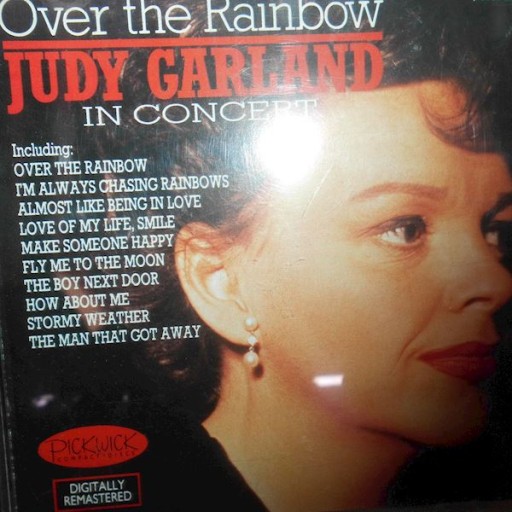 Over the Rainbow
JUDY GARLAND
IN CONCERT
Including:
OVER THE RAINBOW
I'M ALWAYS CHASING RAINBOWS
ALMOST LIKE BEING IN LOVE
LOVE OF MY LIFE, SMILE
MAKE SOMEONE HAPPY
FLY ME TO THE MOON
THE BOY NEXT DOOR
HOW ABOUT ME
STORMY WEATHER
THE MAN THAT GOT AWAY
PICKWICK
COMPACT DISCS
DIGITALLY
REMASTERED